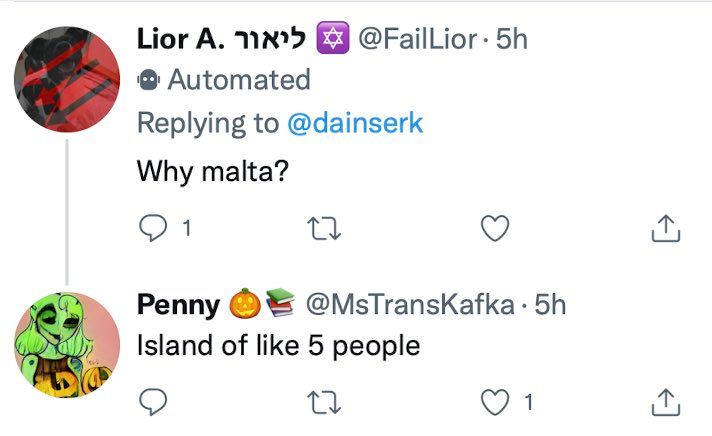 Lior A. ליאור ✡️ @FailLior · 5h
Automated
Replying to @dainserk
Why malta?
1
Penny 🎃📚 @MsTransKafka · 5h
Island of like 5 people
1